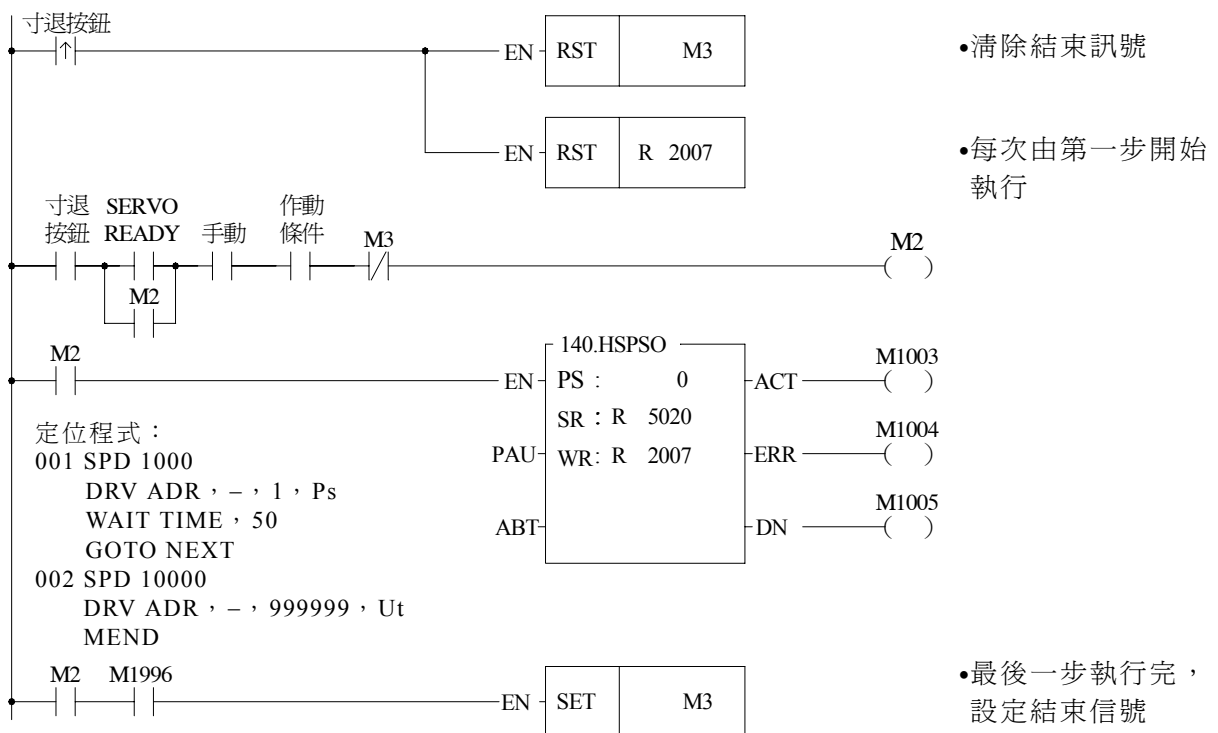 寸退按鈕
EN RST M3
•清除結束訊號
EN RST R 2007
•每次由第一步開始
執行
寸退 SERVO 作動
按鈕 READY 手動 條件 M3
M2
M2
M2
140.HSPSO
EN PS : 0 ACT
M1003
SR : R 5020
PAU WR: R 2007 ERR
M1004
ABT DN
M1005
定位程式：
001 SPD 1000
DRV ADR，–，1，Ps
WAIT TIME，50
GOTO NEXT
002 SPD 10000
DRV ADR，–，999999，Ut
MEND
M2 M1996
EN SET M3
•最後一步執行完，
設定結束信號